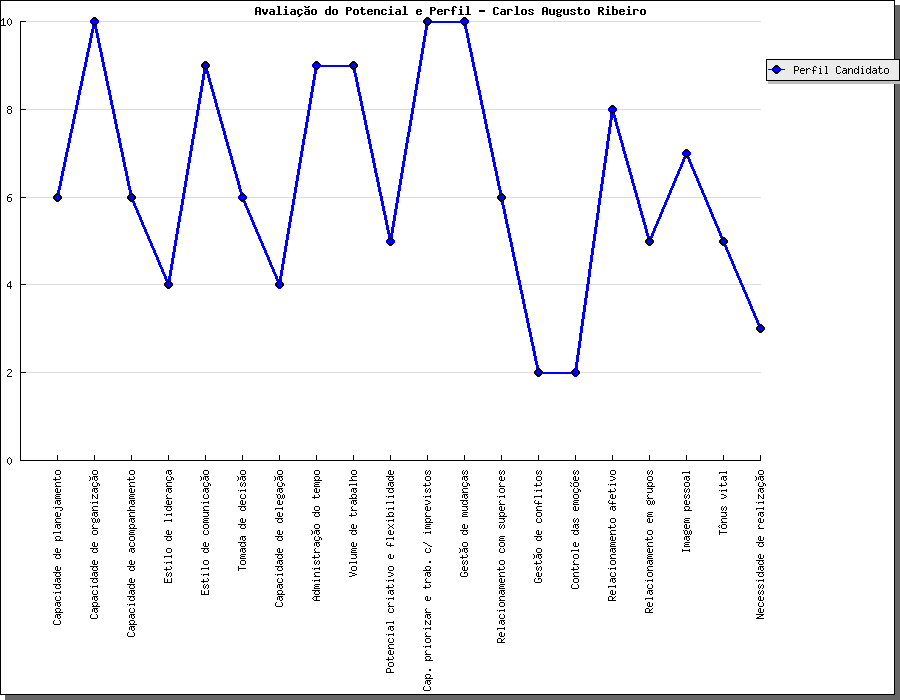 Avaliação do Potencial e Perfil - Carlos Augusto Ribeiro
Perfil Candidato
10
8
6
4
2
0
Capacidade de planejamento
Capacidade de organização
Capacidade de acompanhamento
Estilo de liderança
Estilo de comunicação
Tomada de decisão
Capacidade de delegação
Administração do tempo
Volume de trabalho
Potencial criativo e flexibilidade
Cap. priorizar e trab. c/ imprevistos
Gestão de mudanças
Relacionamento com superiores
Gestão de conflitos
Controle das emoções
Relacionamento afetivo
Relacionamento em grupos
Imagem pessoal
Tônus vital
Necessidade de realização